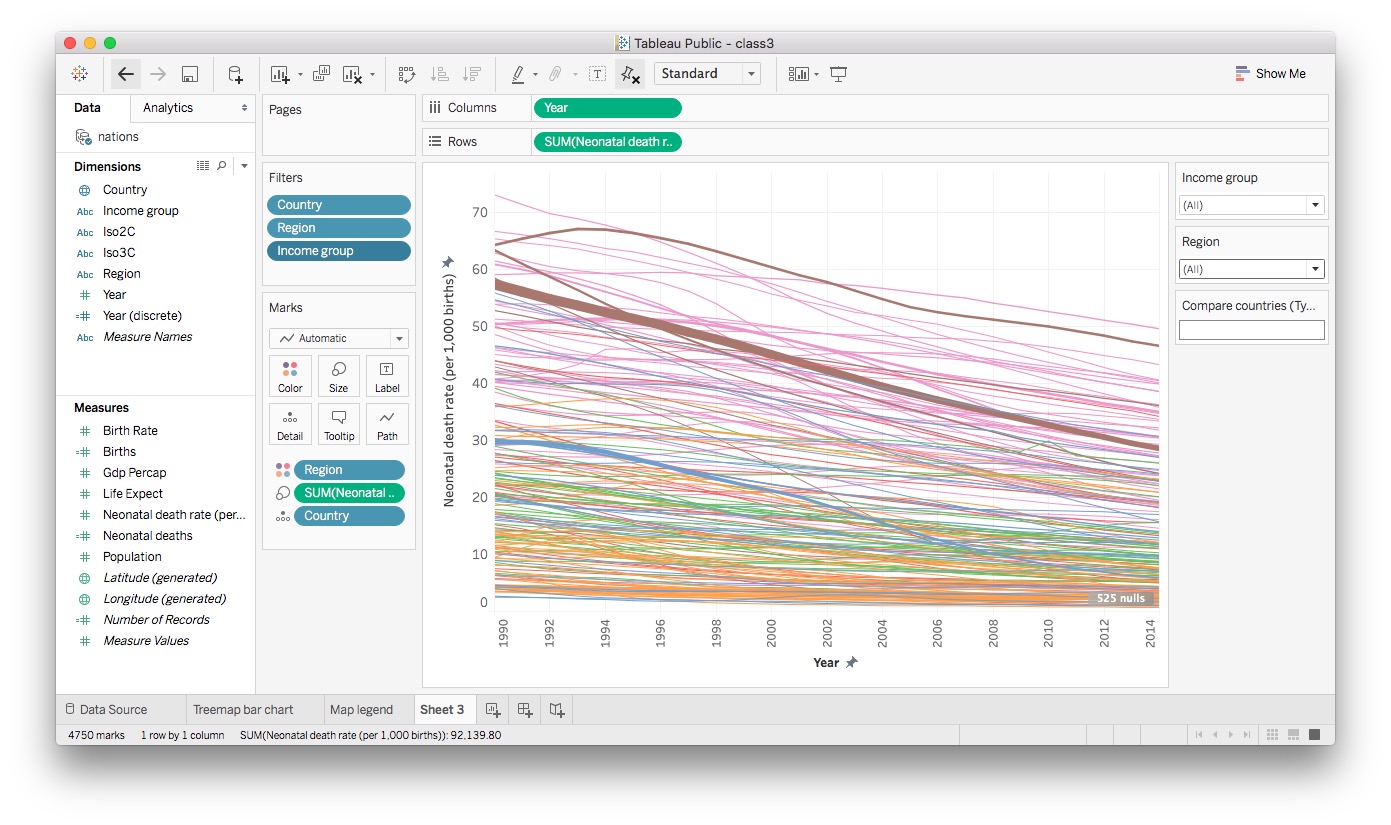 Tableau Public - class3
Standard
Show Me
Data
Analytics
nations
Dimensions
Country
Abc Income group
Abc Iso2C
Abc Iso3C
Abc Region
Year
Year (discrete)
Abc Measure Names
Measures
Birth Rate
Births
Gdp Percap
Life Expect
Neonatal death rate (per...
Neonatal deaths
Population
Latitude (generated)
Longitude (generated)
Number of Records
Measure Values
Pages
Filters
Country
Region
Income group
Marks
Automatic
Color
Size
Label
Detail
Tooltip
Path
Region
SUM(Neonatal ..
Country
Columns
Year
Rows
SUM(Neonatal death r..
Neonatal death rate (per 1,000 births)
70
60
50
40
30
20
10
0
525 nulls
1990
1992
1994
1996
1998
2000
2002
2004
2006
2008
2010
2012
2014
Year
Income group
(All)
Region
(All)
Compare countries (Ty...
Data Source
Treemap bar chart
Map legend
Sheet 3
4750 marks
1 row by 1 column
SUM(Neonatal death rate (per 1,000 births)): 92,139.80